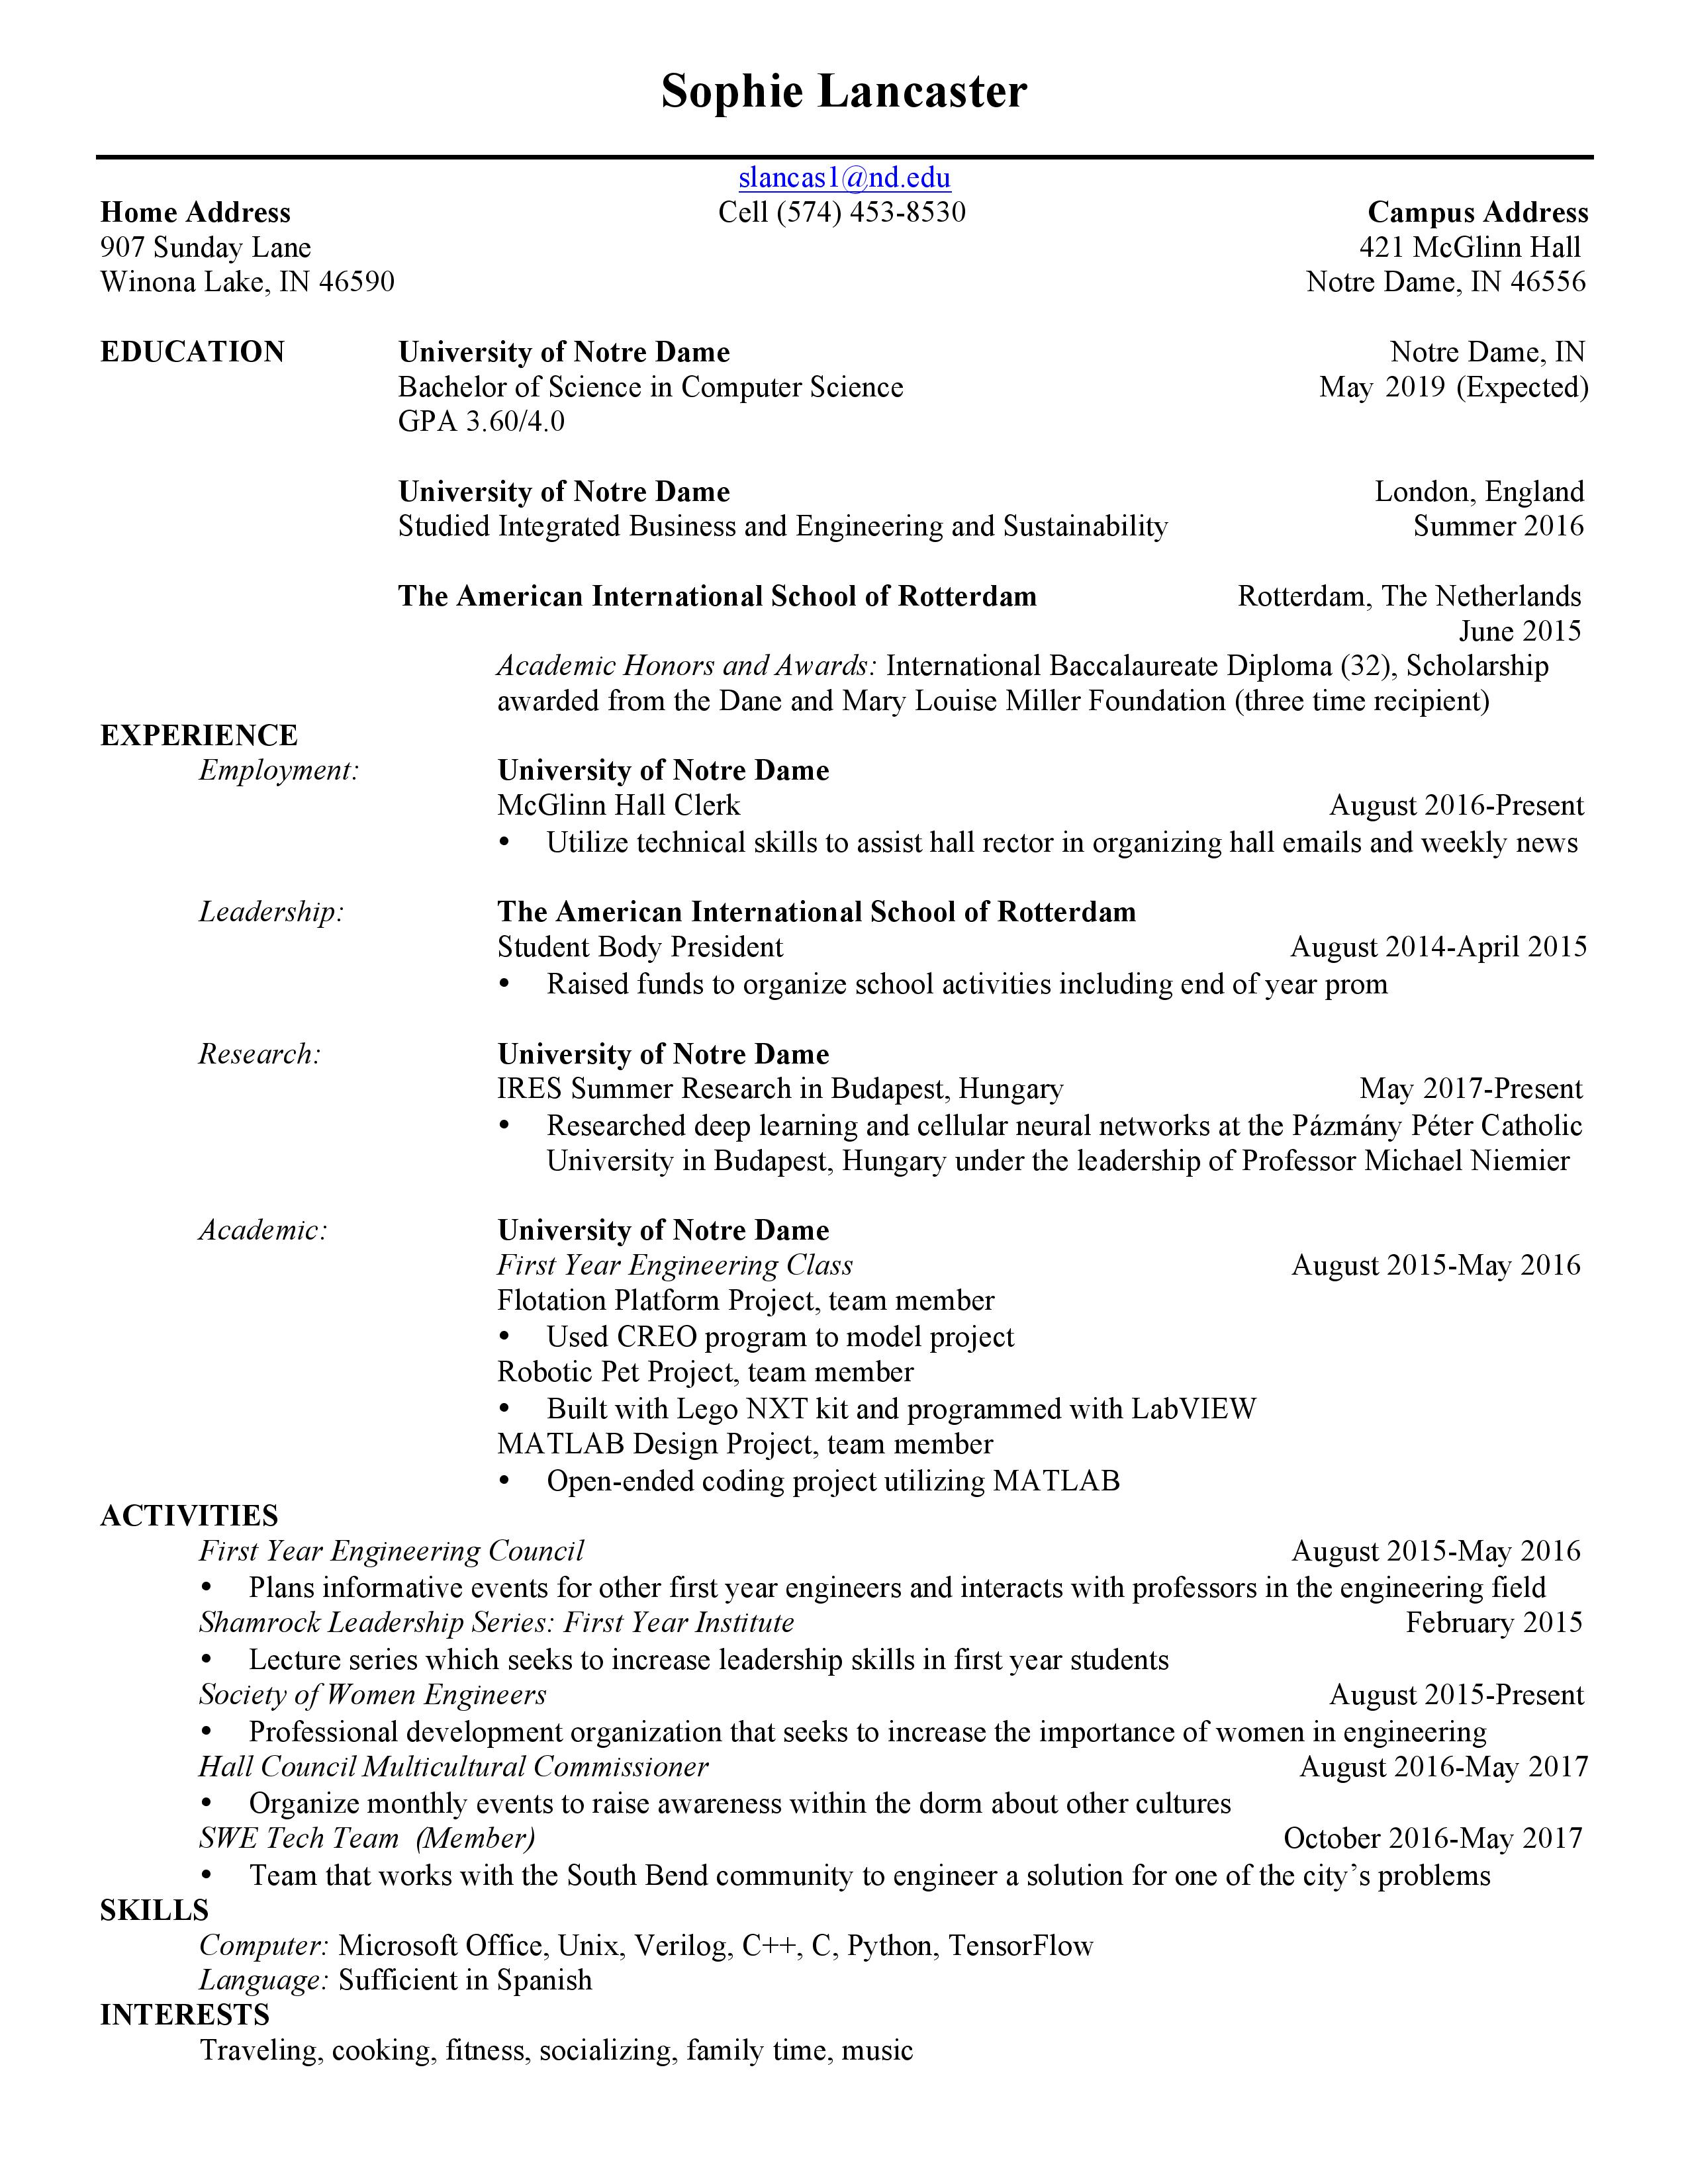 Sophie Lancaster
slancas1@nd.edu
Home Address Cell (574) 453-8530 Campus Address
907 Sunday Lane 421 McGlinn Hall
Winona Lake, IN 46590 Notre Dame, IN 46556
EDUCATION University of Notre Dame Notre Dame, IN
Bachelor of Science in Computer Science May 2019 (Expected)
GPA 3.60/4.0
University of Notre Dame London, England
Studied Integrated Business and Engineering and Sustainability Summer 2016
The American International School of Rotterdam Rotterdam, The Netherlands
June 2015
Academic Honors and Awards: International Baccalaureate Diploma (32), Scholarship
awarded from the Dane and Mary Louise Miller Foundation (three time recipient)
EXPERIENCE
Employment: University of Notre Dame
McGlinn Hall Clerk August 2016-Present
• Utilize technical skills to assist hall rector in organizing hall emails and weekly news
Leadership: The American International School of Rotterdam
Student Body President August 2014-April 2015
• Raised funds to organize school activities including end of year prom
Research: University of Notre Dame
IRES Summer Research in Budapest, Hungary May 2017-Present
• Researched deep learning and cellular neural networks at the Pázmány Péter Catholic
University in Budapest, Hungary under the leadership of Professor Michael Niemier
Academic: University of Notre Dame
First Year Engineering Class August 2015-May 2016
Flotation Platform Project, team member
• Used CREO program to model project
Robotic Pet Project, team member
• Built with Lego NXT kit and programmed with LabVIEW
MATLAB Design Project, team member
• Open-ended coding project utilizing MATLAB
ACTIVITIES
First Year Engineering Council August 2015-May 2016
• Plans informative events for other first year engineers and interacts with professors in the engineering field
Shamrock Leadership Series: First Year Institute February 2015
• Lecture series which seeks to increase leadership skills in first year students
Society of Women Engineers August 2015-Present
• Professional development organization that seeks to increase the importance of women in engineering
Hall Council Multicultural Commissioner August 2016-May 2017
• Organize monthly events to raise awareness within the dorm about other cultures
SWE Tech Team (Member) October 2016-May 2017
• Team that works with the South Bend community to engineer a solution for one of the city’s problems
SKILLS
Computer: Microsoft Office, Unix, Verilog, C++, C, Python, TensorFlow
Language: Sufficient in Spanish
INTERESTS
Traveling, cooking, fitness, socializing, family time, music